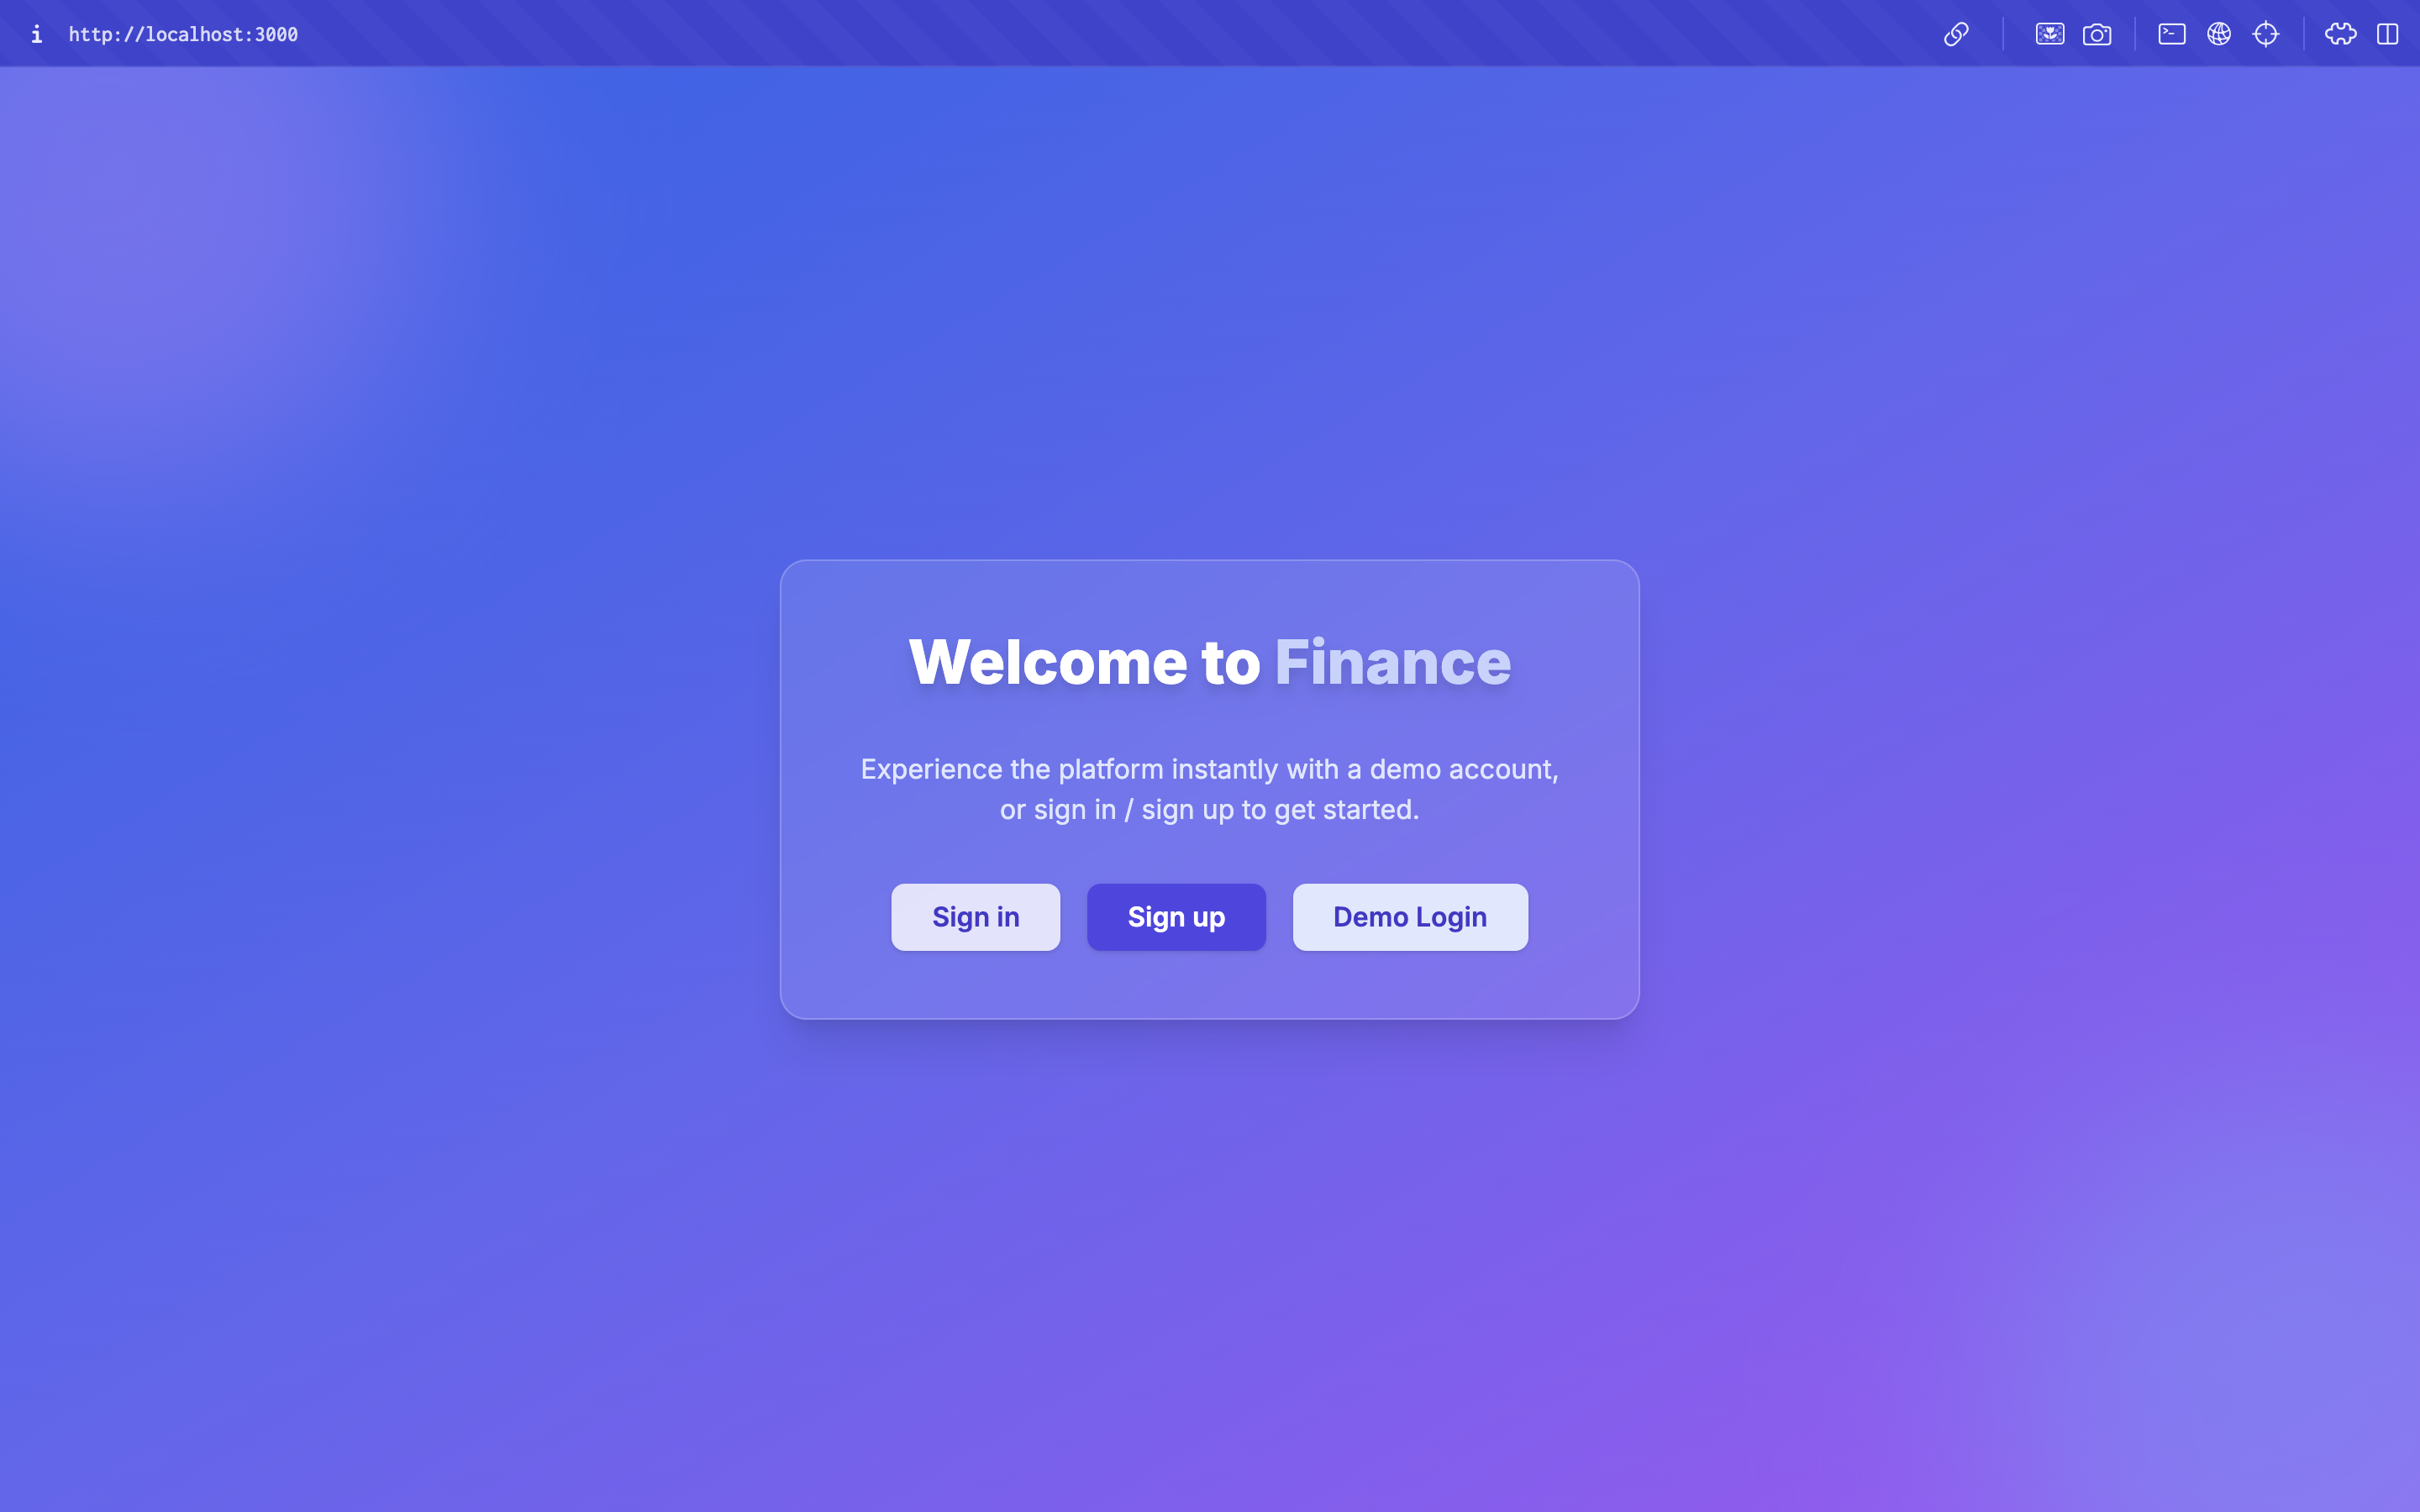 i http://localhost:3000
Welcome to Finance
Experience the platform instantly with a demo account,
or sign in / sign up to get started.
Sign in Sign up Demo Login